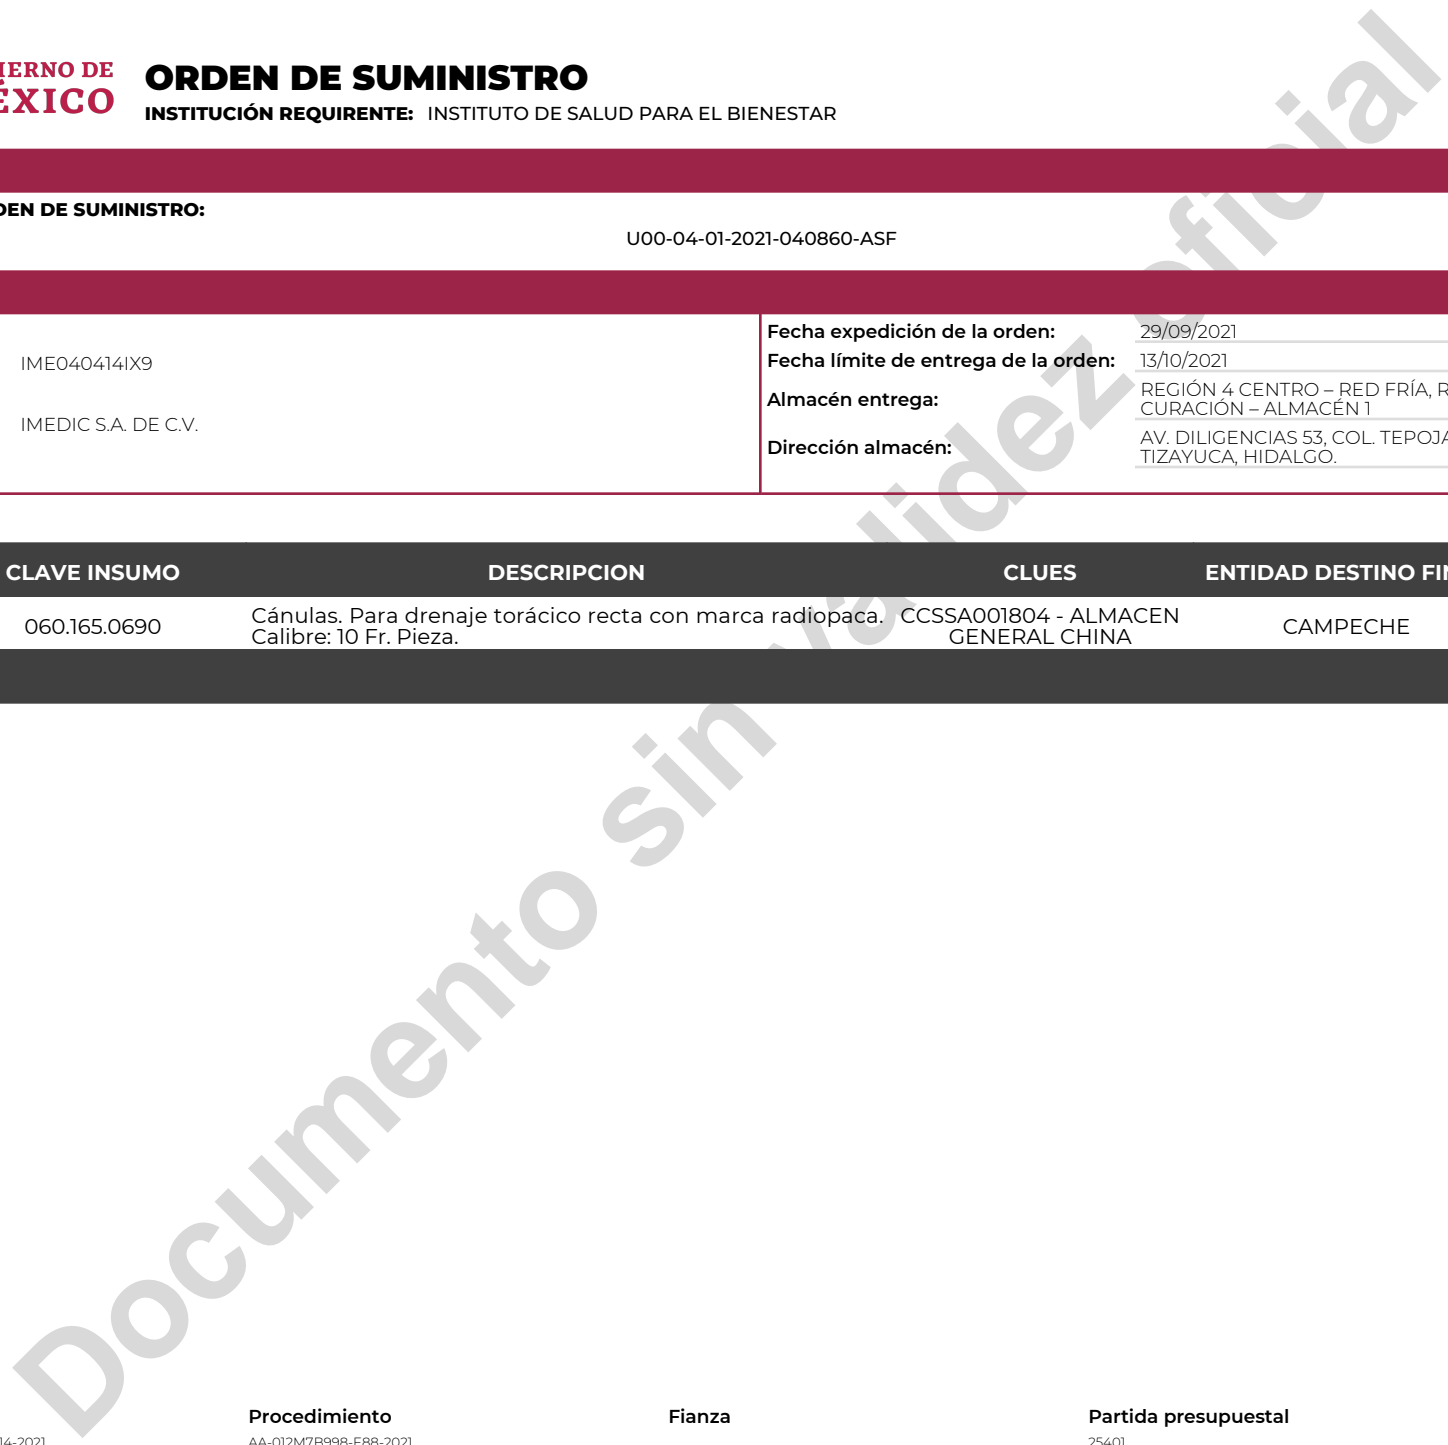 IERNO DE
ÉXICO
ORDEN DE SUMINISTRO
INSTITUCIÓN REQUIRENTE: INSTITUTO DE SALUD PARA EL BIENESTAR
DEN DE SUMINISTRO:
U00-04-01-2021-040860-ASF
IME040414IX9
IMEDIC S.A. DE C.V.
Fecha expedición de la orden: 29/09/2021
Fecha límite de entrega de la orden: 13/10/2021
Almacén entrega: REGIÓN 4 CENTRO – RED FRÍA, R
CURACIÓN – ALMACÉN 1
Dirección almacén: AV. DILIGENCIAS 53, COL. TEPOJA
TIZAYUCA, HIDALGO.
CLAVE INSUMO DESCRIPCION CLUES ENTIDAD DESTINO FIN
060.165.0690 Cánulas. Para drenaje torácico recta con marca radiopaca. CCSSA001804 - ALMACEN CAMPECHE
Calibre: 10 Fr. Pieza. GENERAL CHINA
Documento sin validez oficial
Procedimiento Fianza Partida presupuestal
14-2021 AA-012M7B998-E88-2021 25401